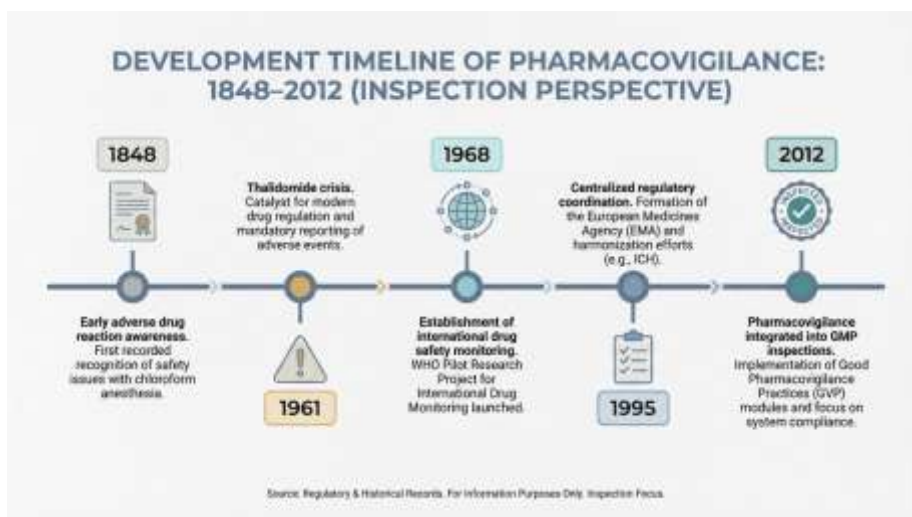 DEVELOPMENT TIMELINE OF PHARMACOVIGILANCE:
1848–2012 (INSPECTION PERSPECTIVE)
1848
Early adverse drug
reaction awareness.
First recorded
recognition of safety
issues with chloroform
anesthesia.
Thalidomide crisis.
Catalyst for modern
drug regulation and
mandatory reporting of
adverse events.
1961
1968
Establishment of
international drug
safety monitoring.
WHO Pilot Research
Project for
International Drug
Monitoring launched.
Centralized regulatory
coordination. Formation of
the European Medicines
Agency (EMA) and
harmonization efforts
(e.g., ICH).
1995
2012
INSPECTED
Pharmacovigilance
integrated into GMP
inspections.
Implementation of Good
Pharmacovigilance
Practices (GVP)
modules and focus on
system compliance.
Source: Regulatory & Historical Records. For Information Purposes Only. Inspection Focus.